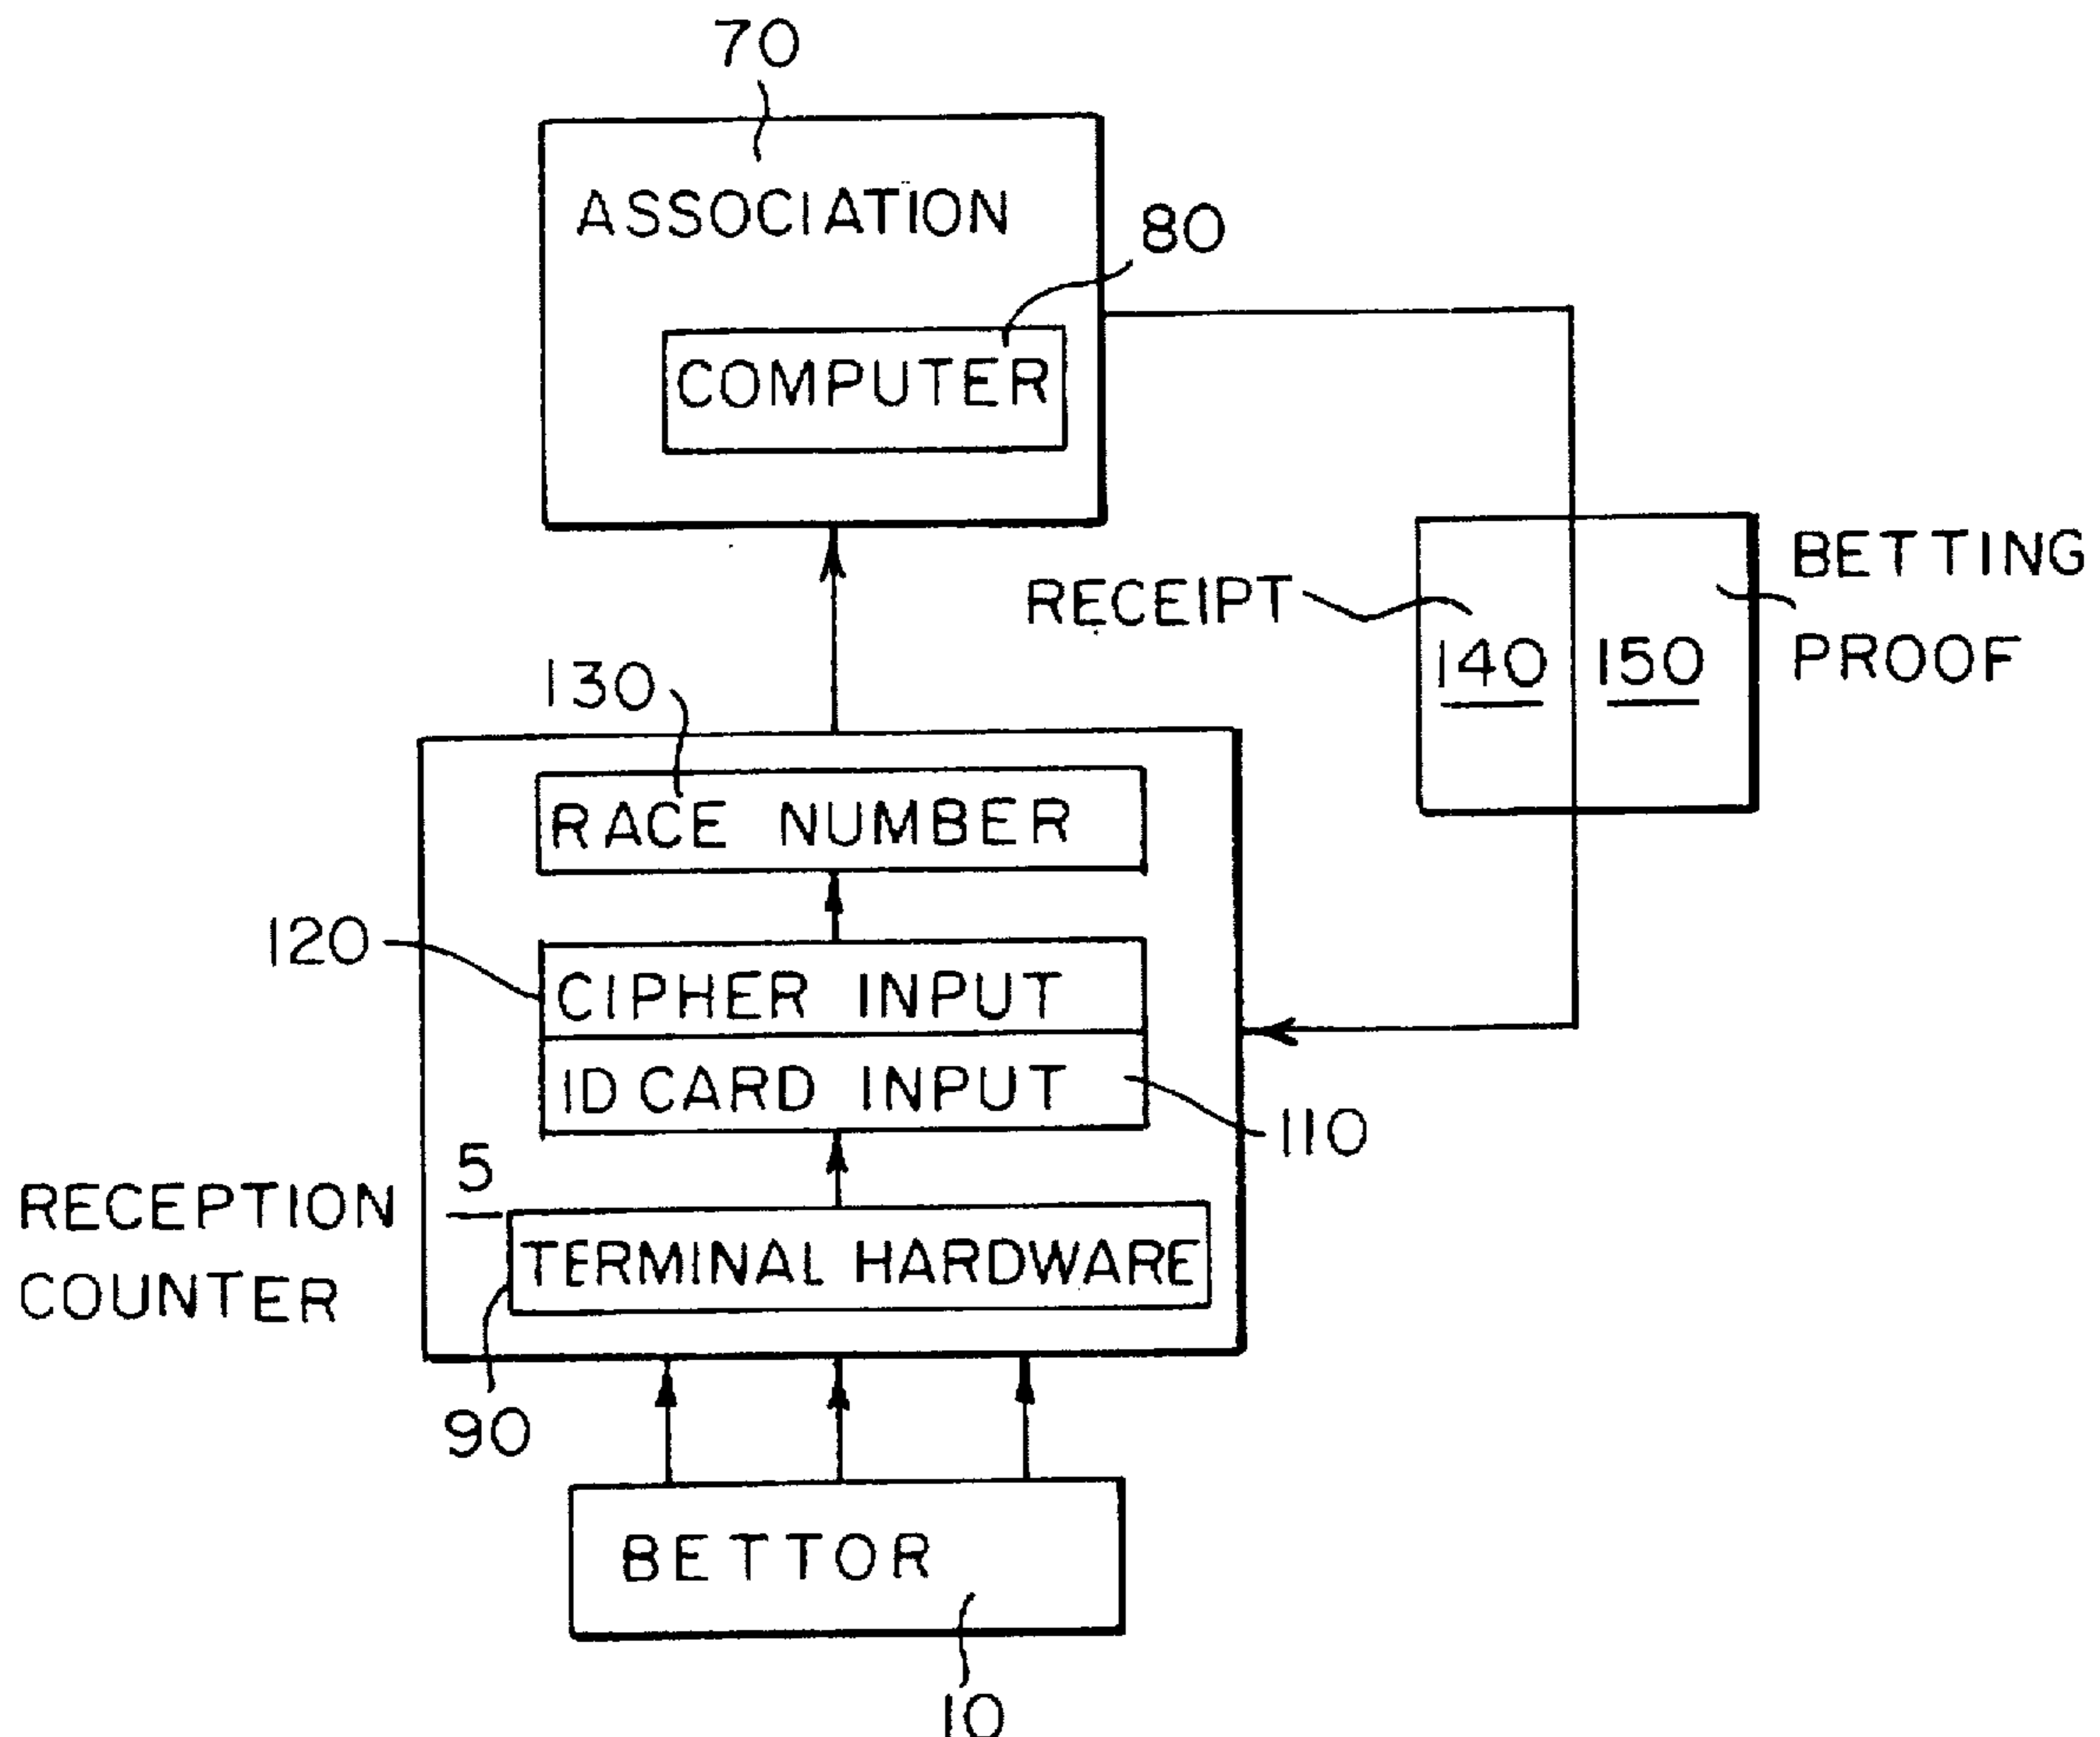 70
ASSOCIATION
80
COMPUTER
RECEIPT
BETTING
PROOF
140 150
130
RACE NUMBER
120
CIPHER INPUT
ID CARD INPUT
110
5
RECEPTION
COUNTER
TERMINAL HARDWARE
90
BETTOR
10